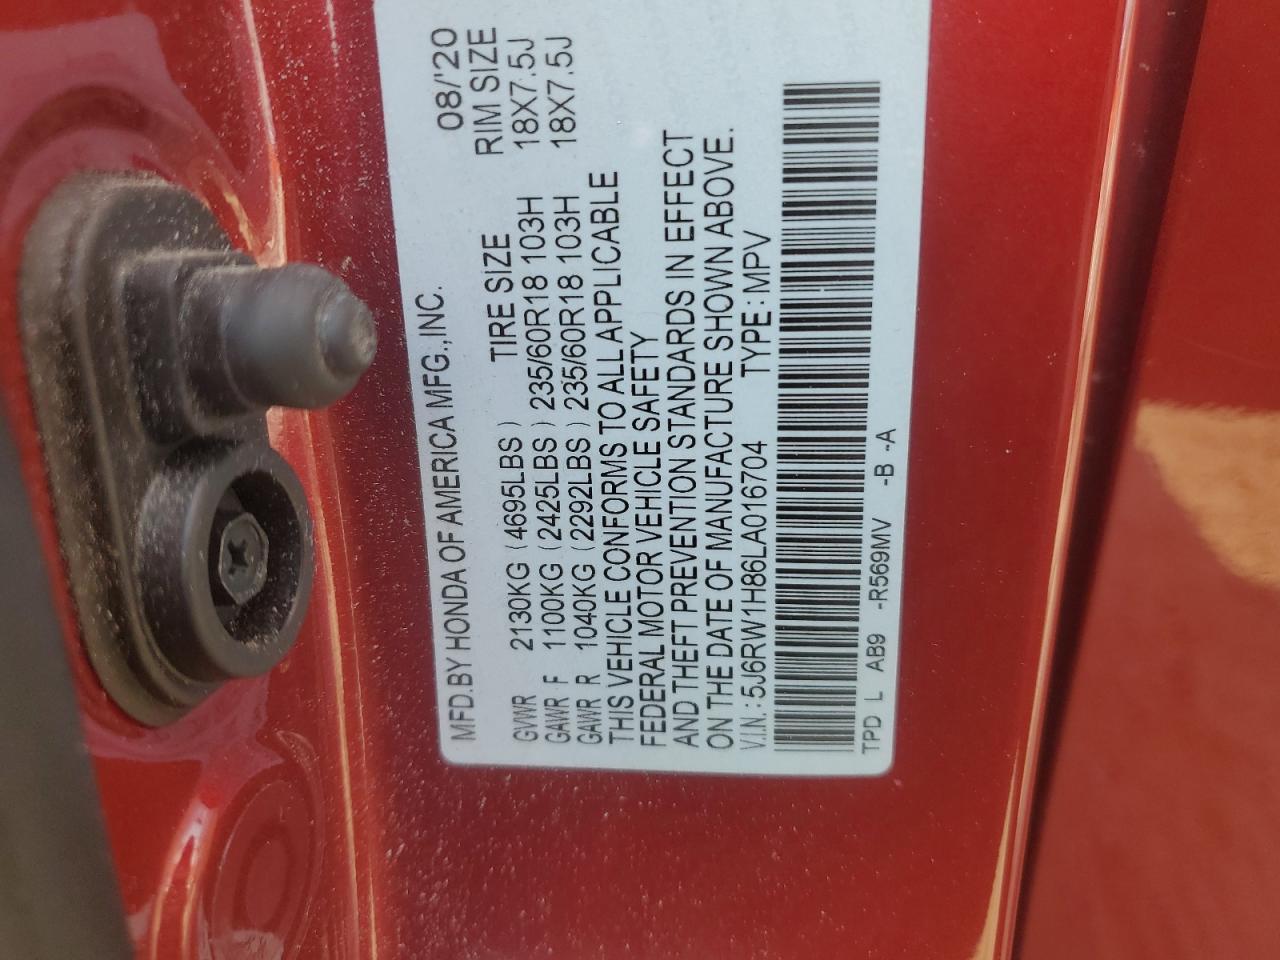 MFD.BY HONDA OF AMERICA MFG.,INC. 08/'20
TIRE SIZE RIM SIZE
GVWR 2130KG (4695LBS)
GAWR F 1100KG (2425LBS) 235/60R18 103H 18X7.5J
GAWR R 1040KG (2292LBS) 235/60R18 103H 18X7.5J
THIS VEHICLE CONFORMS TO ALL APPLICABLE
FEDERAL MOTOR VEHICLE SAFETY
AND THEFT PREVENTION STANDARDS IN EFFECT
ON THE DATE OF MANUFACTURE SHOWN ABOVE.
V.I.N.: 5J6RW1H86LA016704 TYPE: MPV
TPD L AB9 -R569MV -B -A